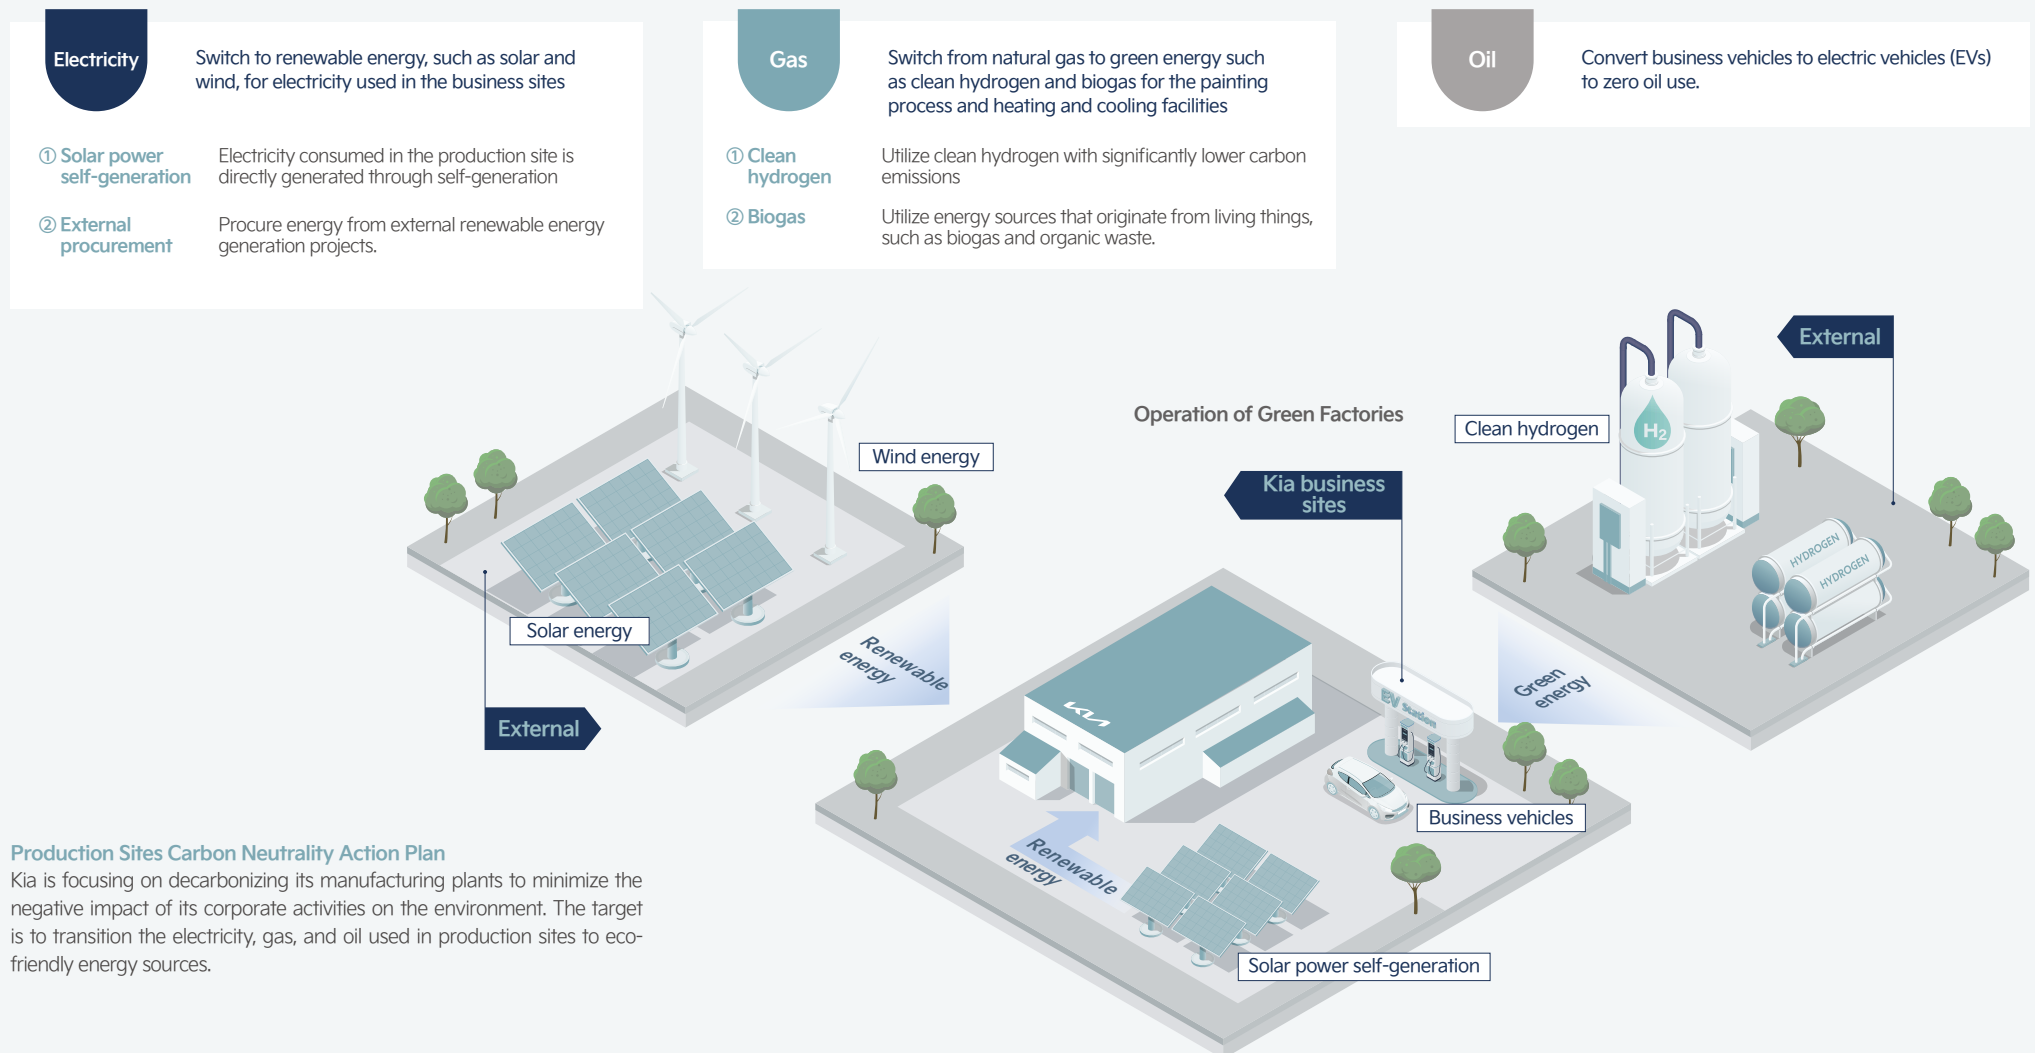 Electricity
Switch to renewable energy, such as solar and
wind, for electricity used in the business sites
① Solar power
self-generation
Electricity consumed in the production site is
directly generated through self-generation
② External
procurement
Procure energy from external renewable energy
generation projects.
Gas
Switch from natural gas to green energy such
as clean hydrogen and biogas for the painting
process and heating and cooling facilities
① Clean
hydrogen
Utilize clean hydrogen with significantly lower carbon
emissions
② Biogas
Utilize energy sources that originate from living things,
such as biogas and organic waste.
Oil
Convert business vehicles to electric vehicles (EVs)
to zero oil use.
Operation of Green Factories
Wind energy
Solar energy
External
Renewable
energy
Clean hydrogen
H2
External
HYDROGEN
HYDROGEN
Green
energy
Kia business
sites
KIA
EV Station
Business vehicles
Renewable
energy
Solar power self-generation
Production Sites Carbon Neutrality Action Plan
Kia is focusing on decarbonizing its manufacturing plants to minimize the
negative impact of its corporate activities on the environment. The target
is to transition the electricity, gas, and oil used in production sites to eco-
friendly energy sources.